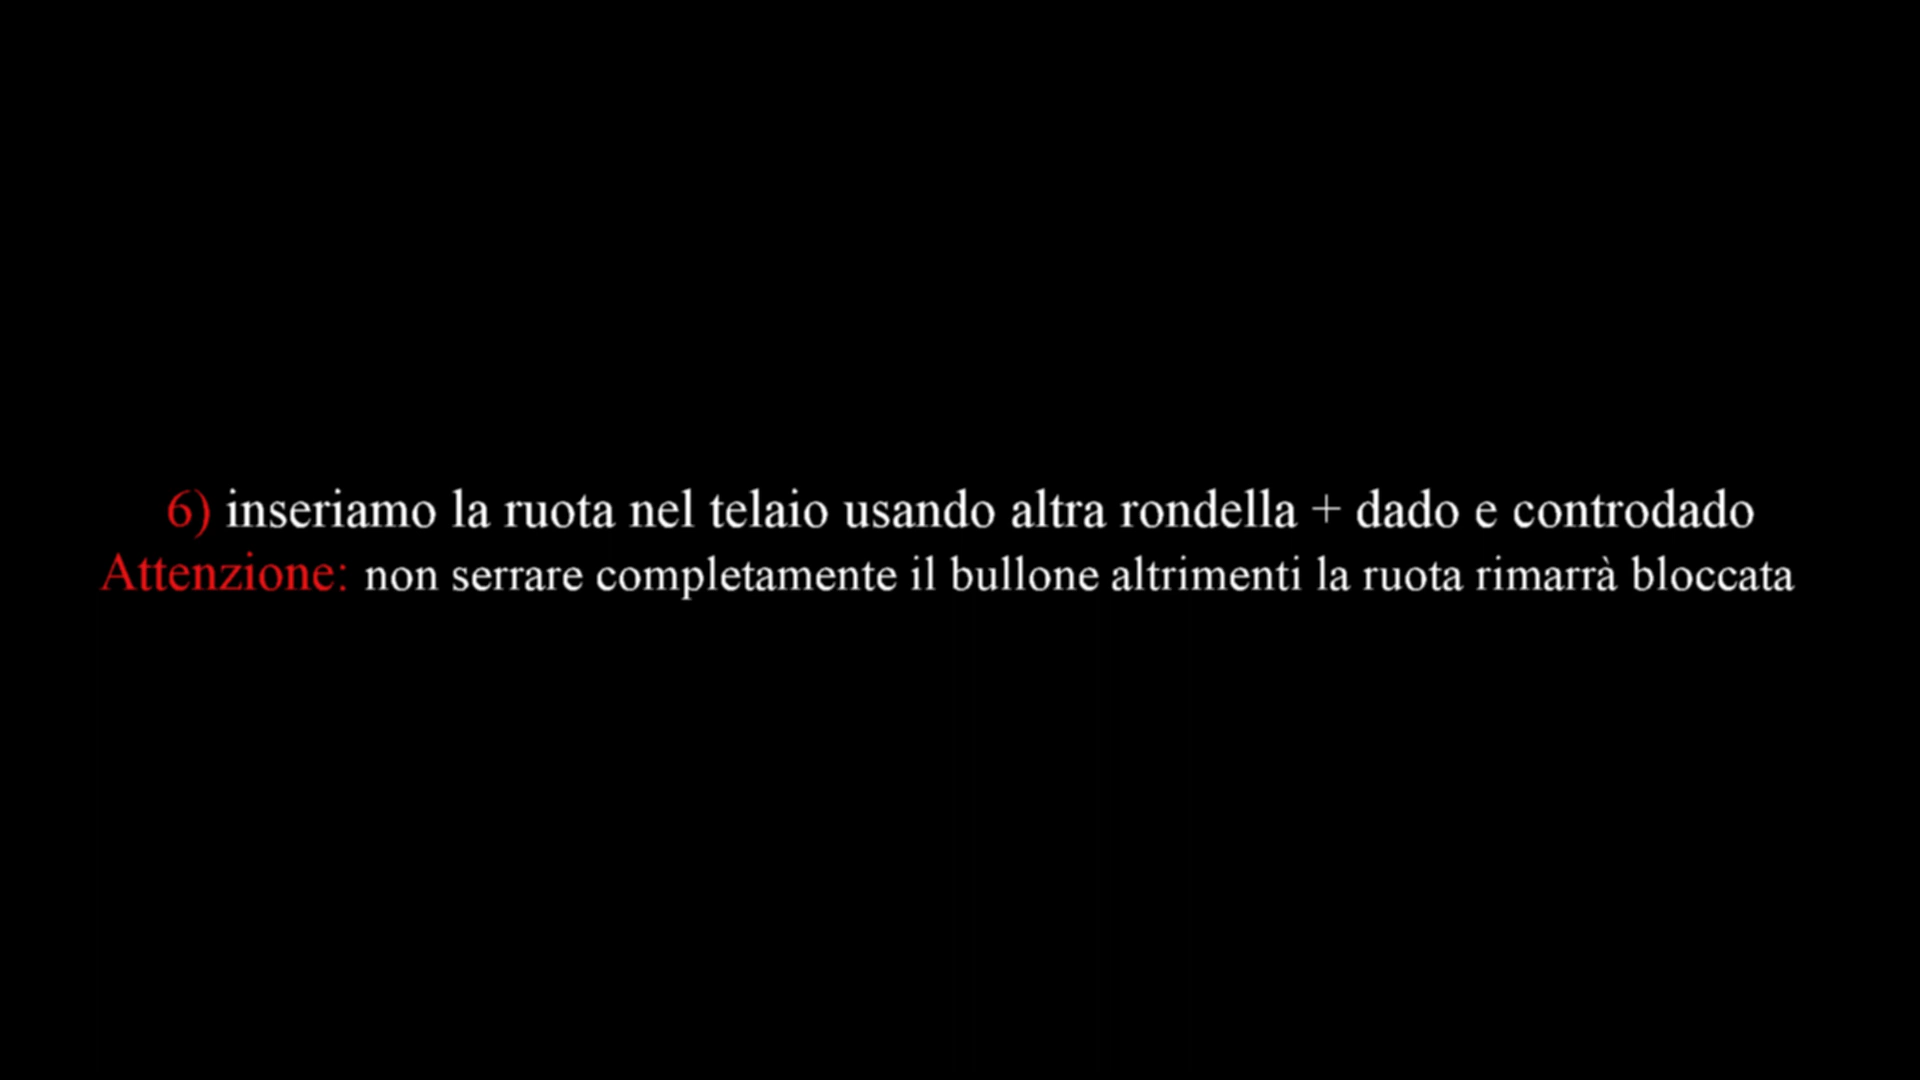 6) inseriamo la ruota nel telaio usando altra rondella + dado e controdado
Attenzione: non serrare completamente il bullone altrimenti la ruota rimarrà bloccata